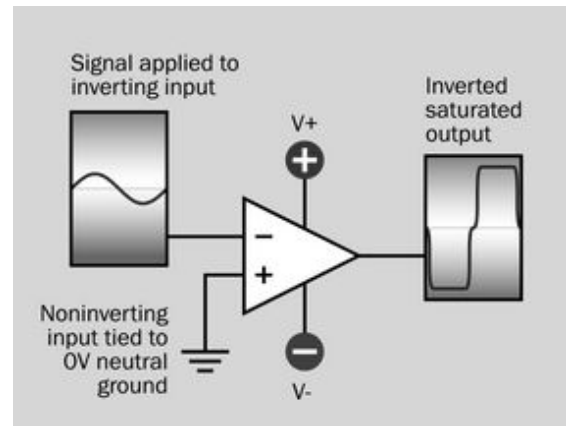 Signal applied to
inverting input
Inverted
saturated
output
V+
+
−
+
Noninverting
input tied to
0V neutral
ground
−
V-